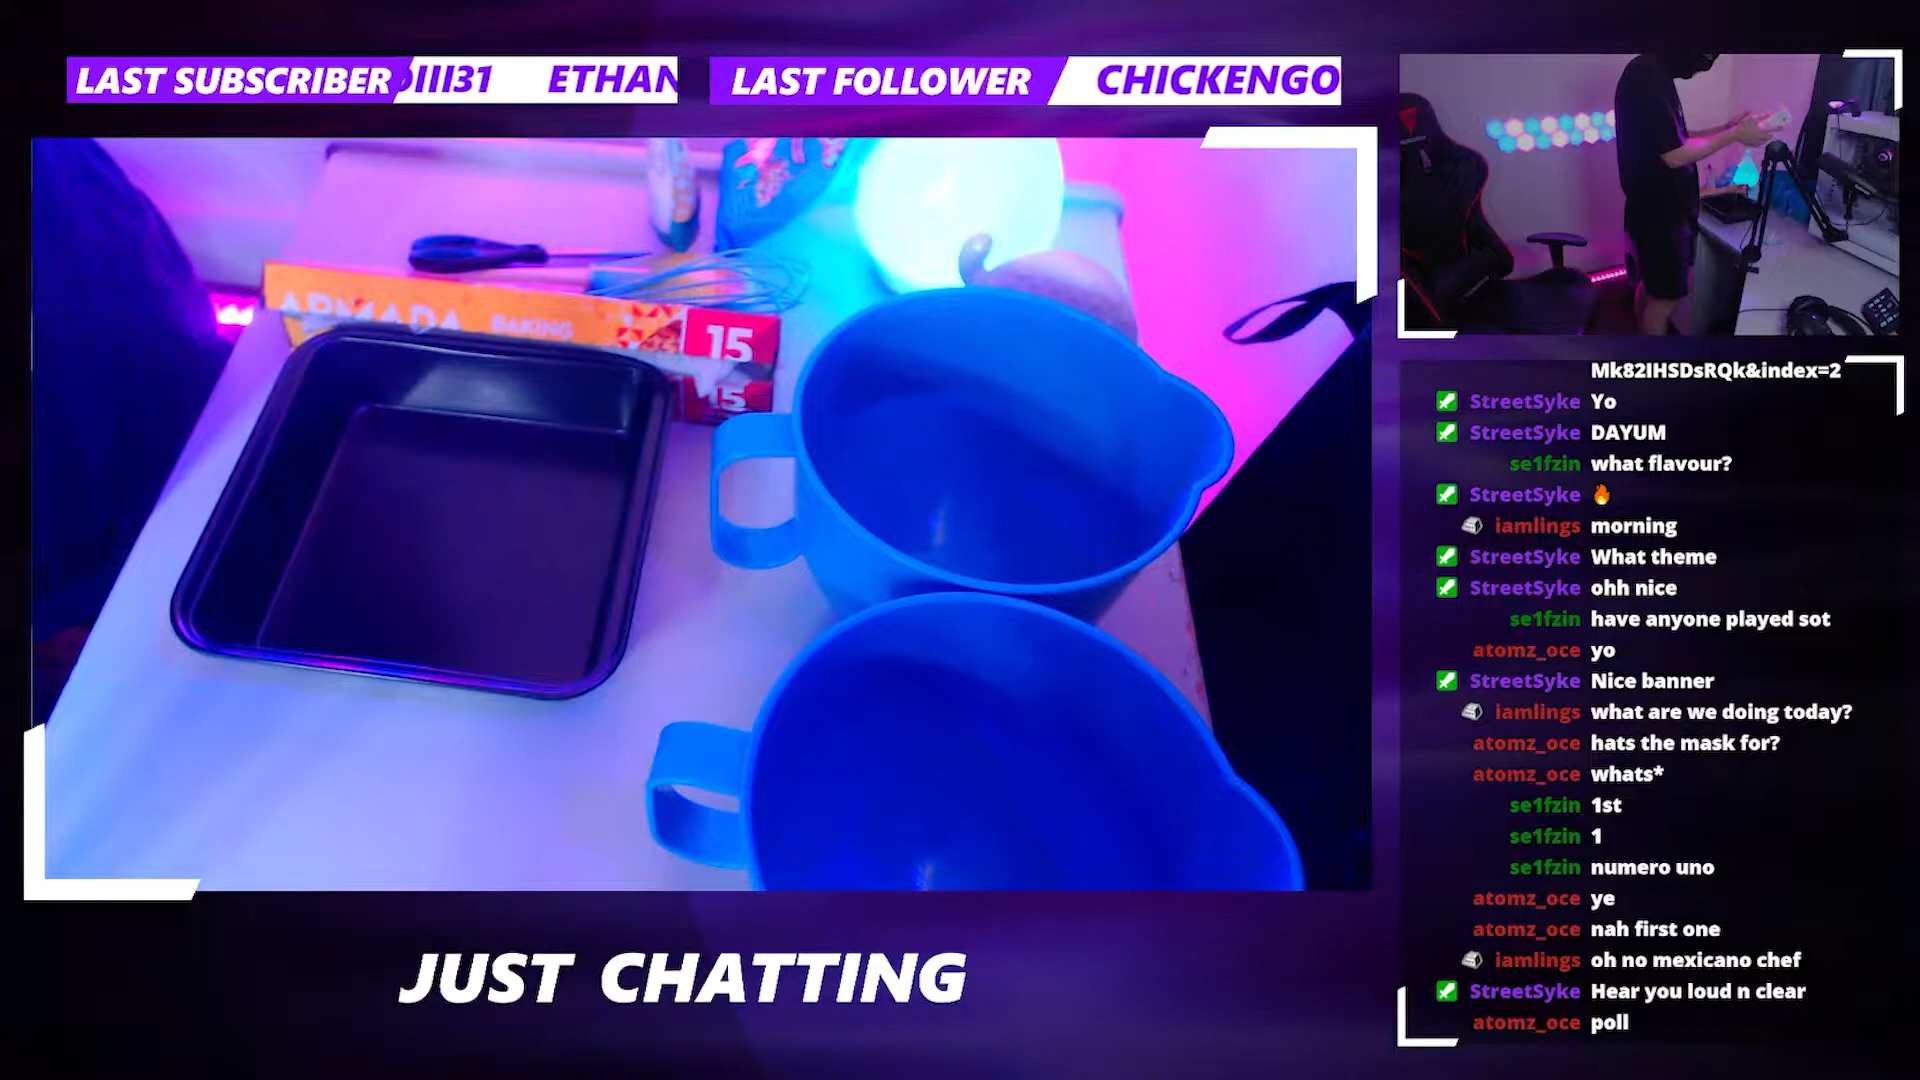 LAST SUBSCRIBER
III31 ETHAN
LAST FOLLOWER
CHICKENGO
ARMADA BAKING
15
15
JUST CHATTING
Mk82IHSDsRQk&index=2
StreetSyke Yo
StreetSyke DAYUM
se1fzin what flavour?
StreetSyke 🔥
iamlings morning
StreetSyke What theme
StreetSyke ohh nice
se1fzin have anyone played sot
atomz_oce yo
StreetSyke Nice banner
iamlings what are we doing today?
atomz_oce hats the mask for?
atomz_oce whats*
se1fzin 1st
se1fzin 1
se1fzin numero uno
atomz_oce ye
atomz_oce nah first one
iamlings oh no mexicano chef
StreetSyke Hear you loud n clear
atomz_oce poll